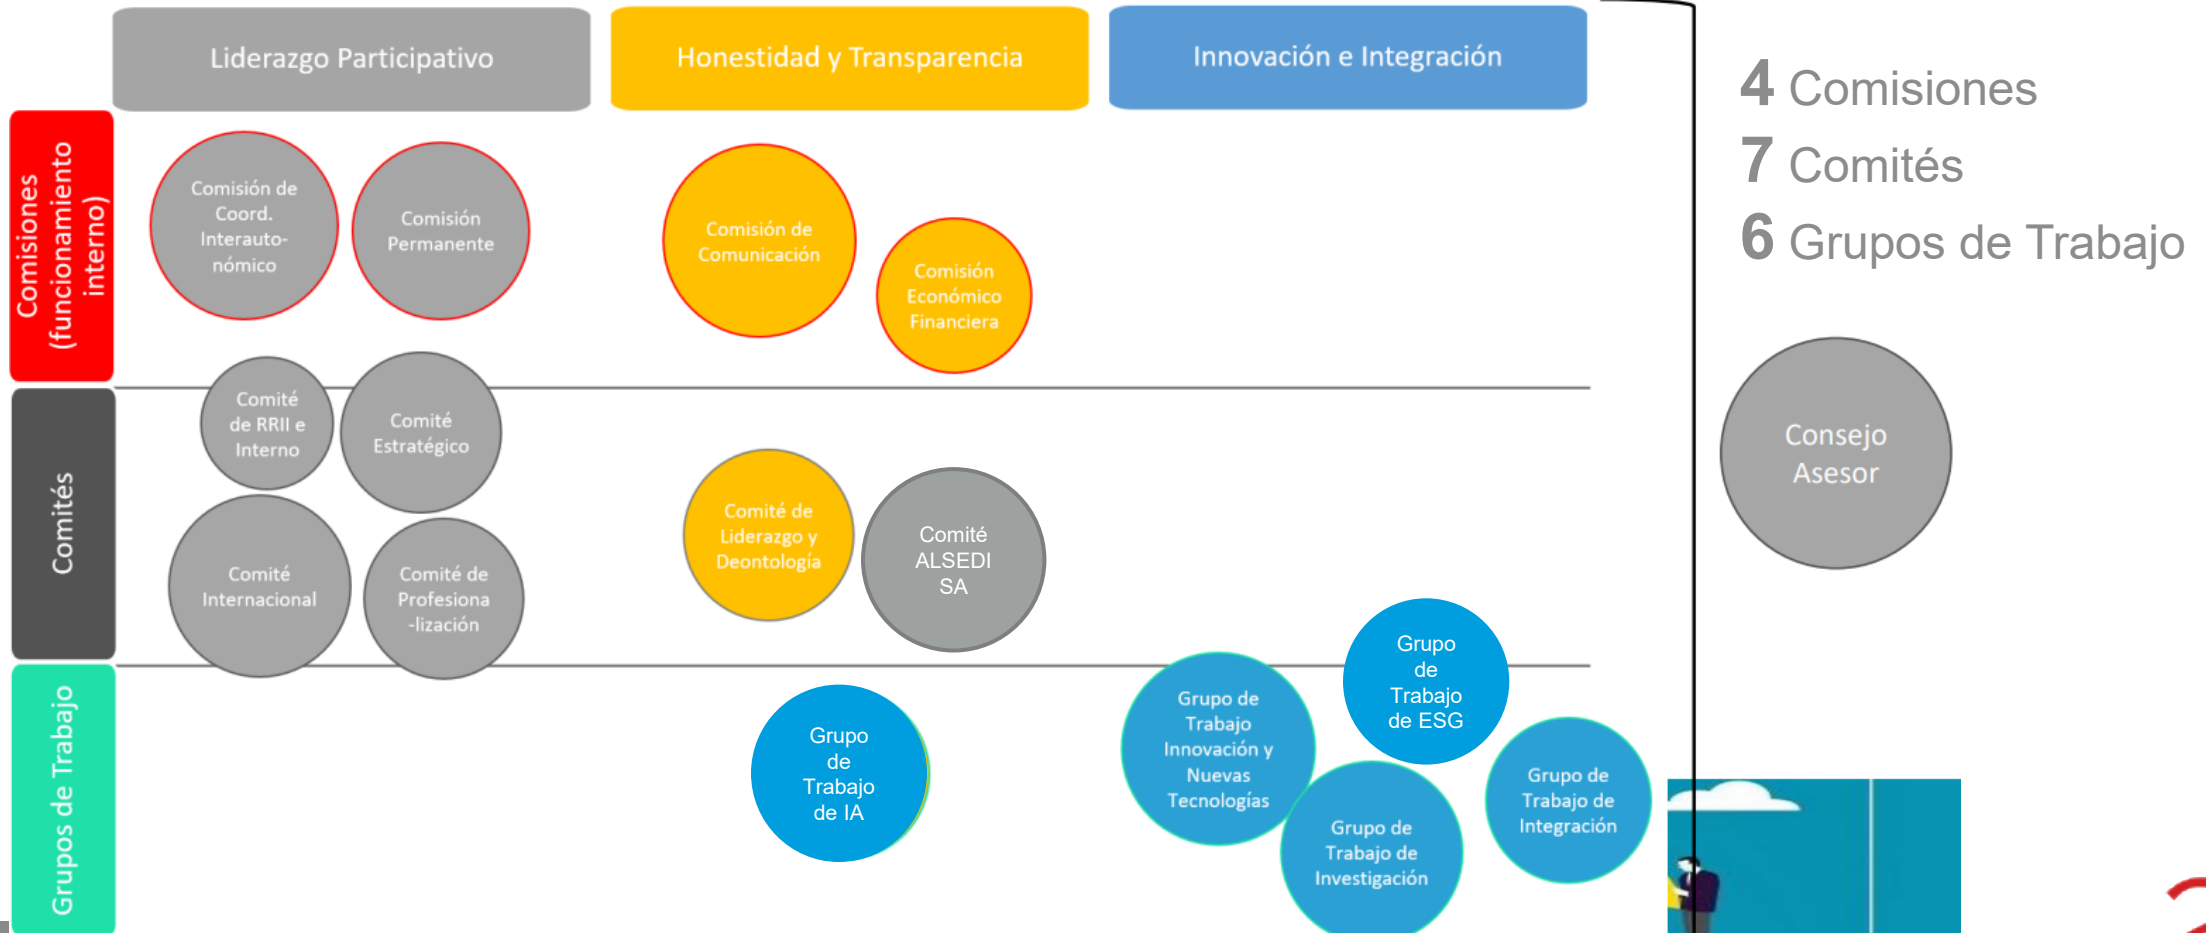 Liderazgo Participativo
Honestidad y Transparencia
Innovación e Integración
4 Comisiones
7 Comités
6 Grupos de Trabajo
Comisiones
(funcionamiento
interno)
Comisión de
Coord.
Interauto-
nómico
Comisión
Permanente
Comisión de
Comunicación
Comisión
Económico
Financiera
Comités
Comité
de RRII e
Interno
Comité
Estratégico
Comité
Internacional
Comité de
Profesiona
-lización
Comité de
Liderazgo y
Deontología
Comité
ALSEDI
SA
Consejo
Asesor
Grupos de Trabajo
Grupo
de
Trabajo
de IA
Grupo de
Trabajo
Innovación y
Nuevas
Tecnologías
Grupo
de
Trabajo
de ESG
Grupo de
Trabajo de
Investigación
Grupo de
Trabajo de
Integración